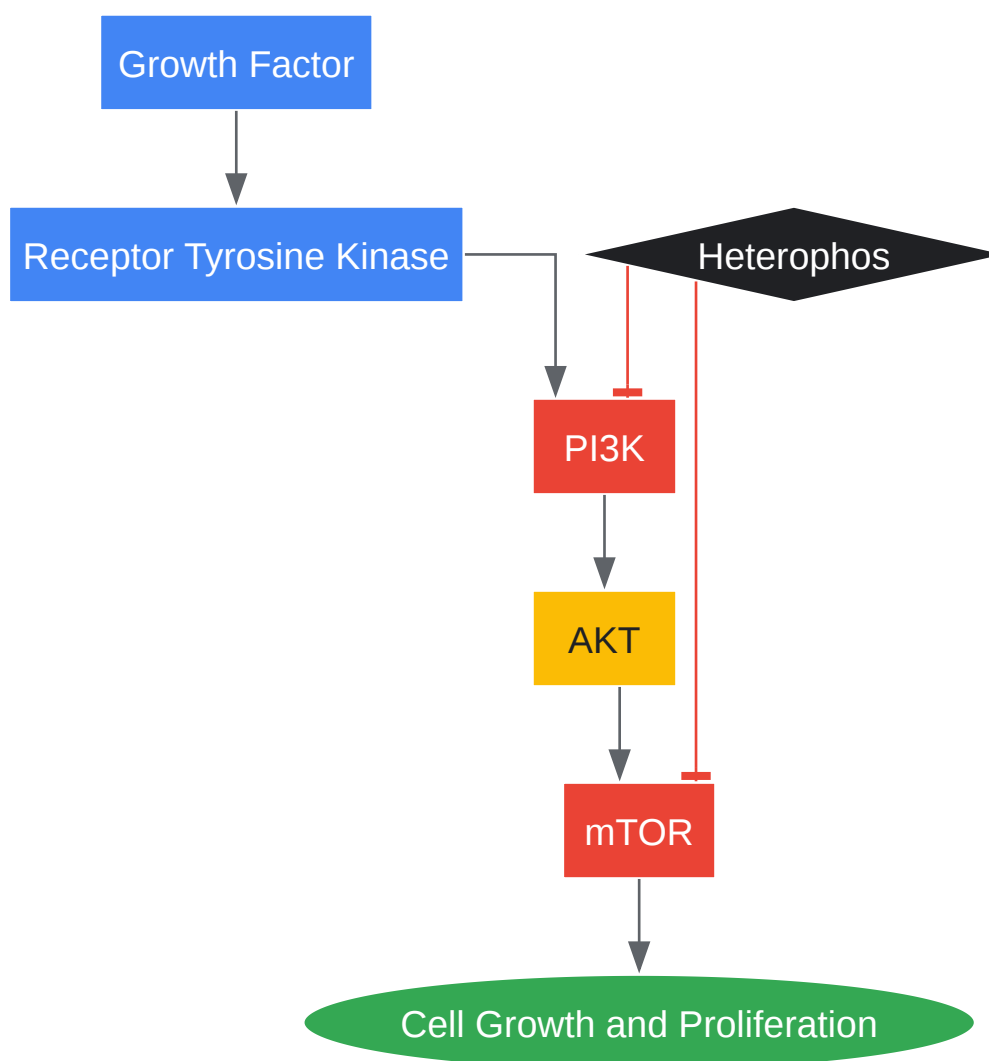 Growth Factor
Receptor Tyrosine Kinase
Heterophos
PI3K
AKT
mTOR
Cell Growth and Proliferation